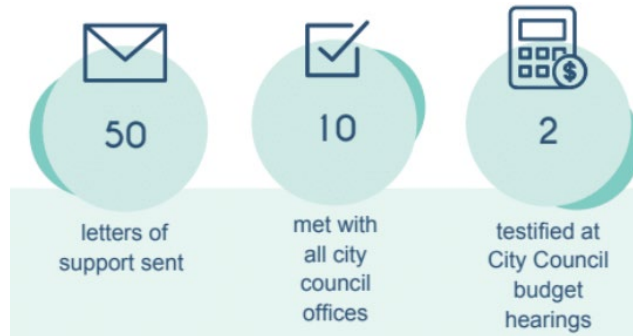 $
50
letters of
support sent
10
met with
all city
council
offices
2
testified at
City Council
budget
hearings